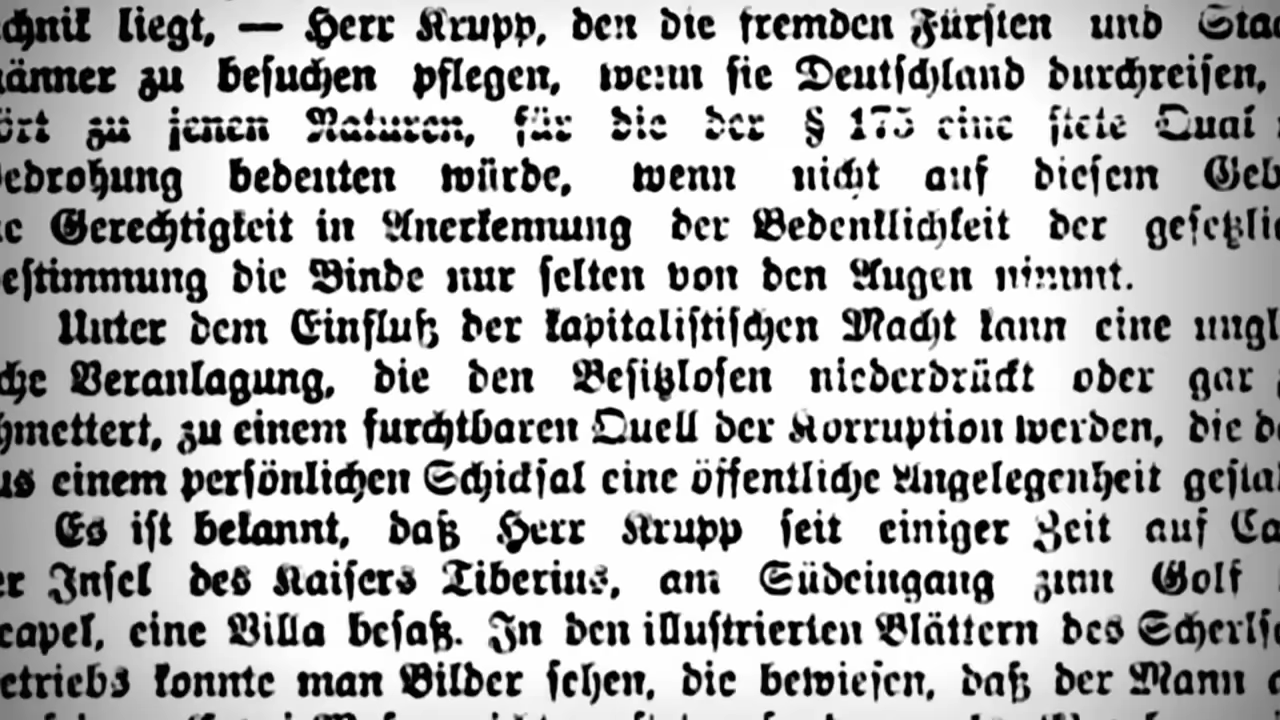 chnik liegt, — Herr Krupp, den die fremden Fürsten und Staa
änner zu besuchen pflegen, wenn sie Deutschland durchreisen,
ört zu jenen Naturen, für die der § 175 eine stete Qual
edrohung bedeuten würde, wenn nicht auf diesem Geb
Gerechtigkeit in Anerkennung der Bedenklichkeit der gesetzlic
estimmung die Binde nur selten von den Augen nimmt.
Unter dem Einfluß der kapitalistischen Macht kann eine ungl
che Veranlagung, die den Besitzlosen niederdrückt oder gar
hmettert, zu einem furchtbaren Quell der Korruption werden, die d
us einem persönlichen Schicksal eine öffentliche Angelegenheit gestal
Es ist bekannt, daß Herr Krupp seit einiger Zeit auf Ca
er Insel des Kaisers Tiberius, am Südeingang zum Golf
eapel, eine Villa besaß. In den illustrierten Blättern des Scherlsc
etriebs konnte man Bilder sehen, die bewiesen, daß der Mann